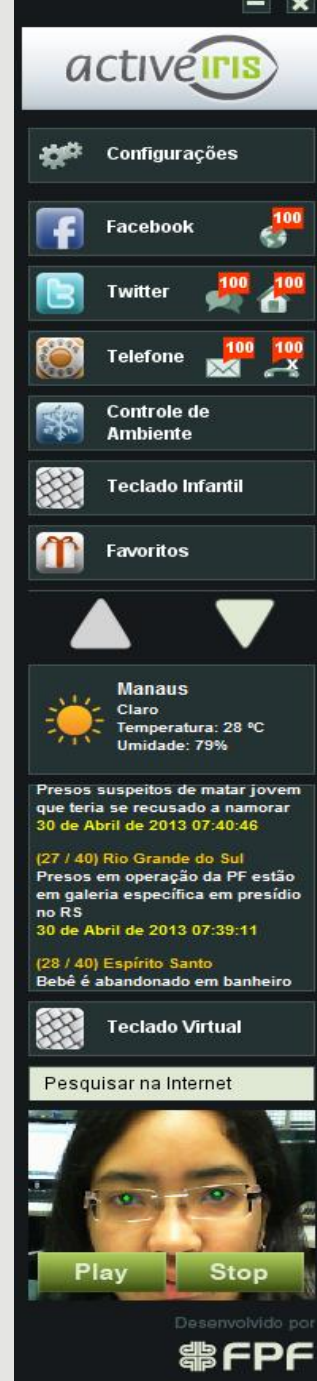 activeiris
Configurações
Facebook
100
Twitter
100
100
Telefone
100
100
Controle de
Ambiente
Teclado Infantil
Favoritos
Manaus
Claro
Temperatura: 28 ºC
Umidade: 79%
Presos suspeitos de matar jovem
que teria se recusado a namorar
30 de Abril de 2013 07:40:46
(27 / 40) Rio Grande do Sul
Presos em operação da PF estão
em galeria específica em presídio
no RS
30 de Abril de 2013 07:39:11
(28 / 40) Espírito Santo
Bebê é abandonado em banheiro
Teclado Virtual
Pesquisar na Internet
Play
Stop
Desenvolvido por
FPF